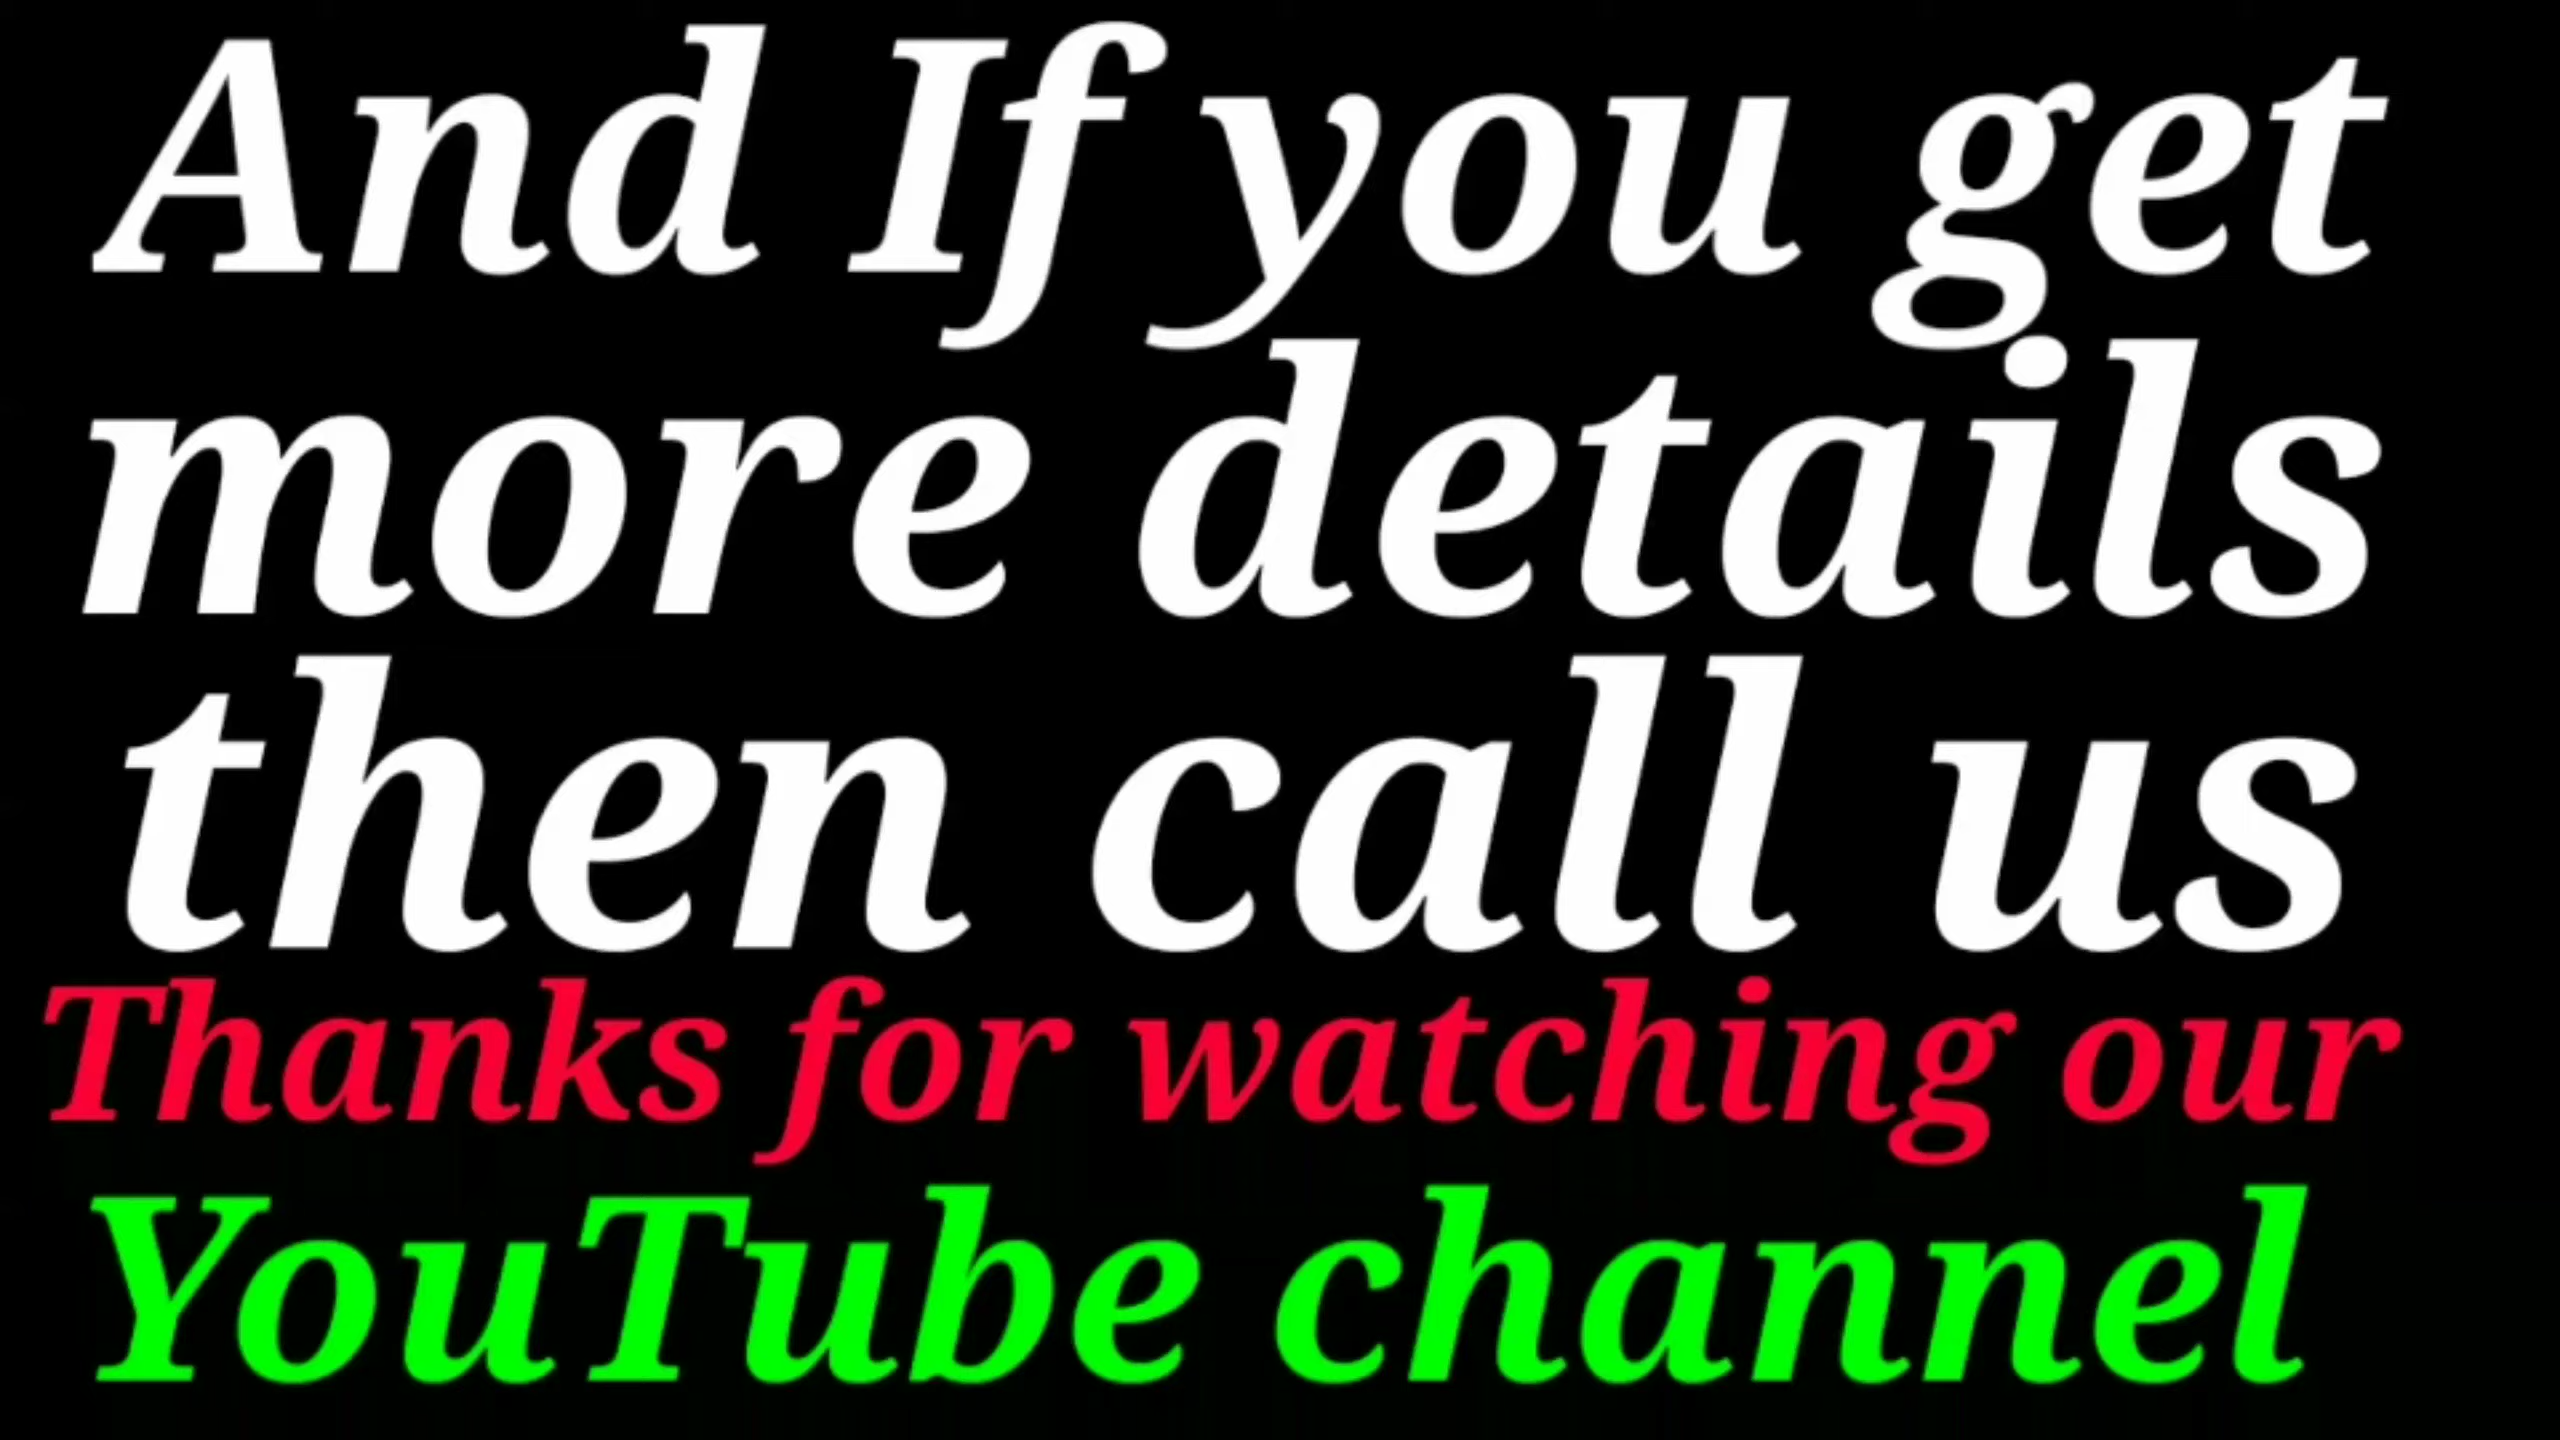 And If you get
more details
then call us
Thanks for watching our
YouTube channel